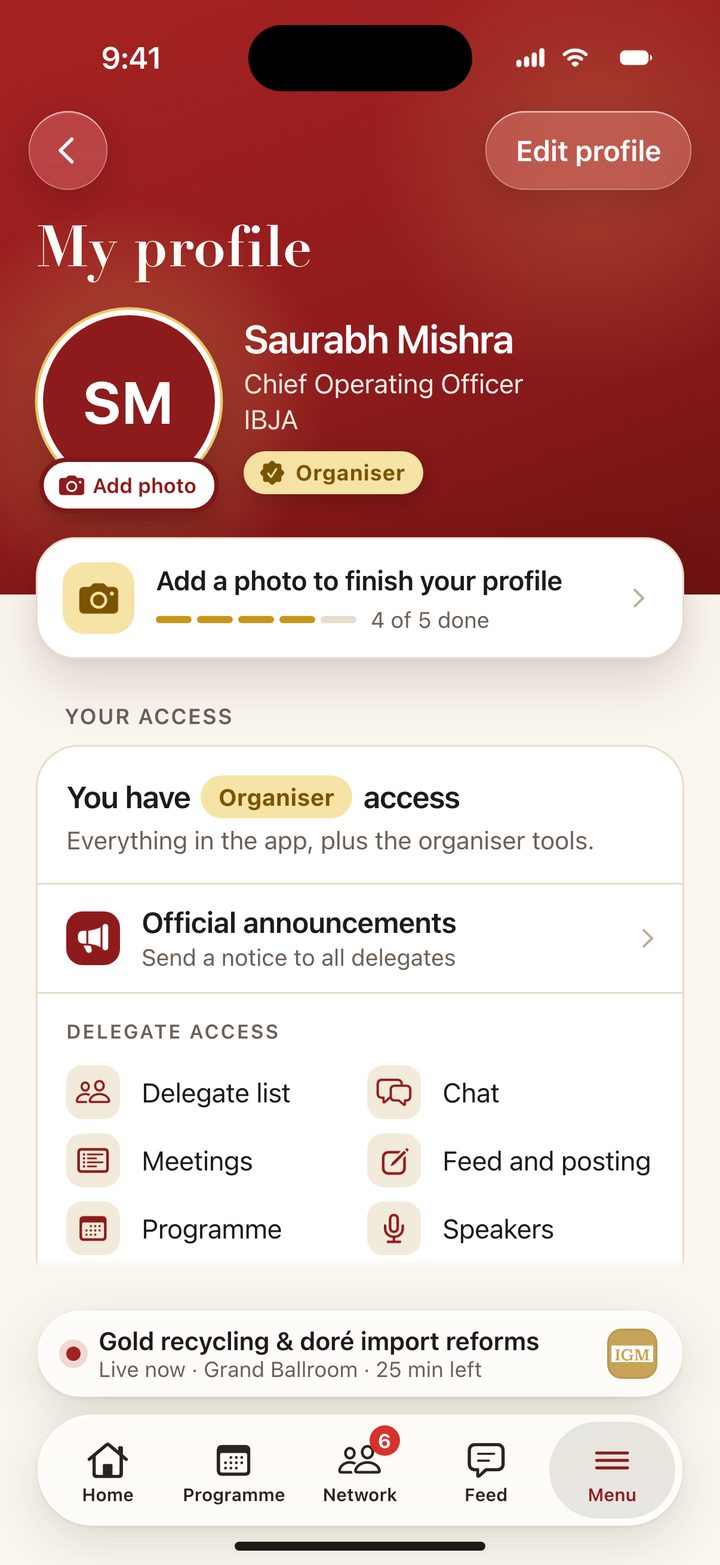 9:41
Edit profile
My profile
SM
Saurabh Mishra
Chief Operating Officer
IBJA
Add photo
Organiser
Add a photo to finish your profile
4 of 5 done
YOUR ACCESS
You have Organiser access
Everything in the app, plus the organiser tools.
Official announcements
Send a notice to all delegates
DELEGATE ACCESS
Delegate list
Chat
Meetings
Feed and posting
Programme
Speakers
Gold recycling & doré import reforms
Live now · Grand Ballroom · 25 min left
IGM
6
Home
Programme
Network
Feed
Menu